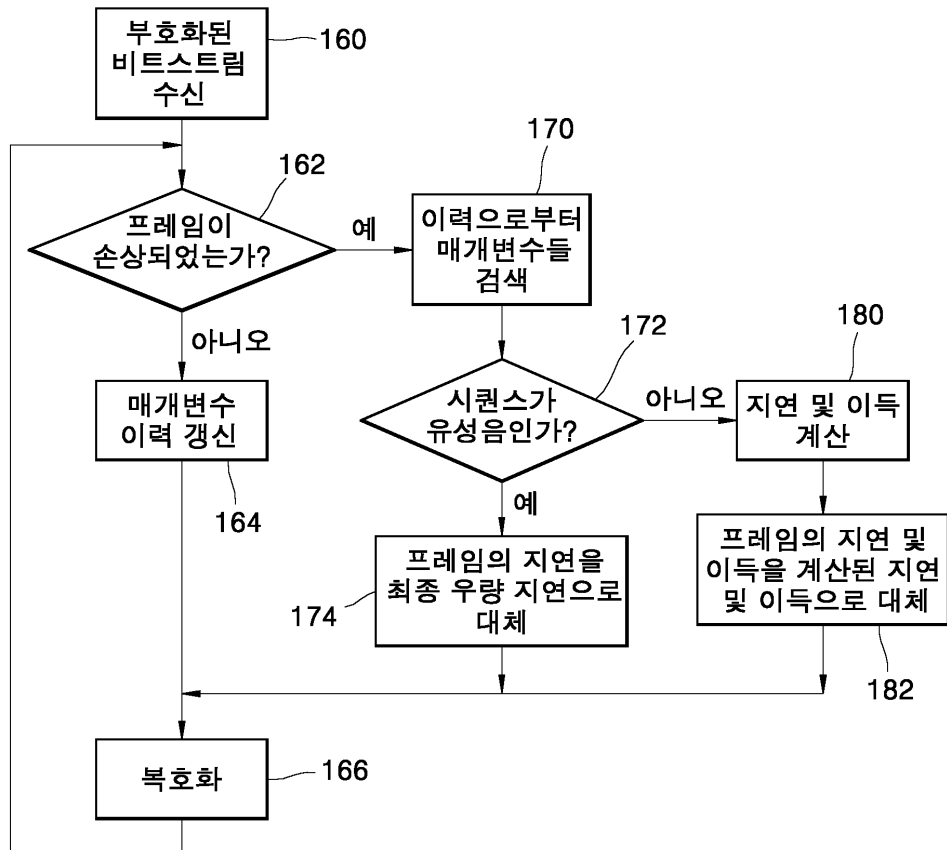 부호화된
비트스트림
수신
160
162
프레임이
손상되었는가?
예
아니오
170
이력으로부터
매개변수들
검색
172
시퀀스가
유성음인가?
아니오
예
180
지연 및 이득
계산
매개변수
이력 갱신
164
프레임의 지연을
최종 우량 지연으로
대체
174
프레임의 지연 및
이득을 계산된 지연
및 이득으로 대체
182
복호화
166